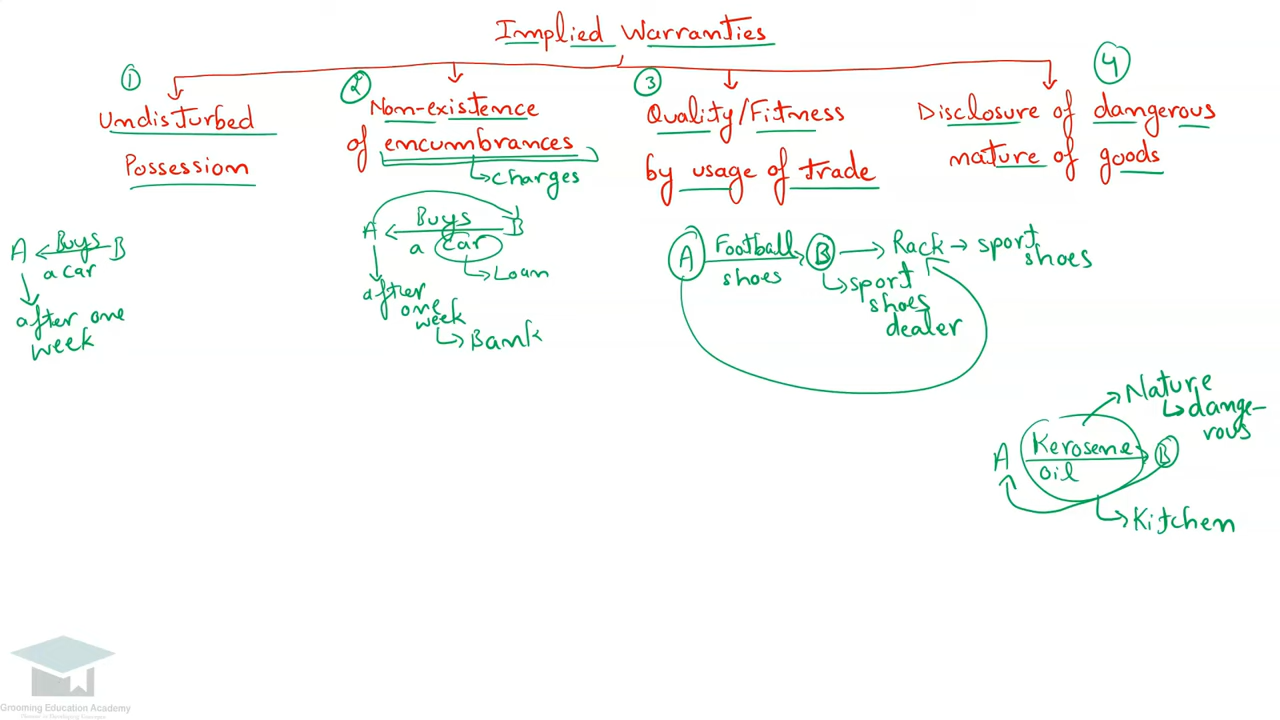 Implied Warranties
①
Undisturbed
Possession
A Buys B
a car
after one
week
②
Non-existence
of encumbrances
charges
A Buys B
a car
Loan
after
one
week
Bank
③
Quality/Fitness
by usage of trade
A Football B → Rack → sport
shoes shoes
sport
shoes
dealer
④
Disclosure of dangerous
nature of goods
Nature
dange-
rous
A Kerosene B
oil
Kitchen
Grooming Education Academy